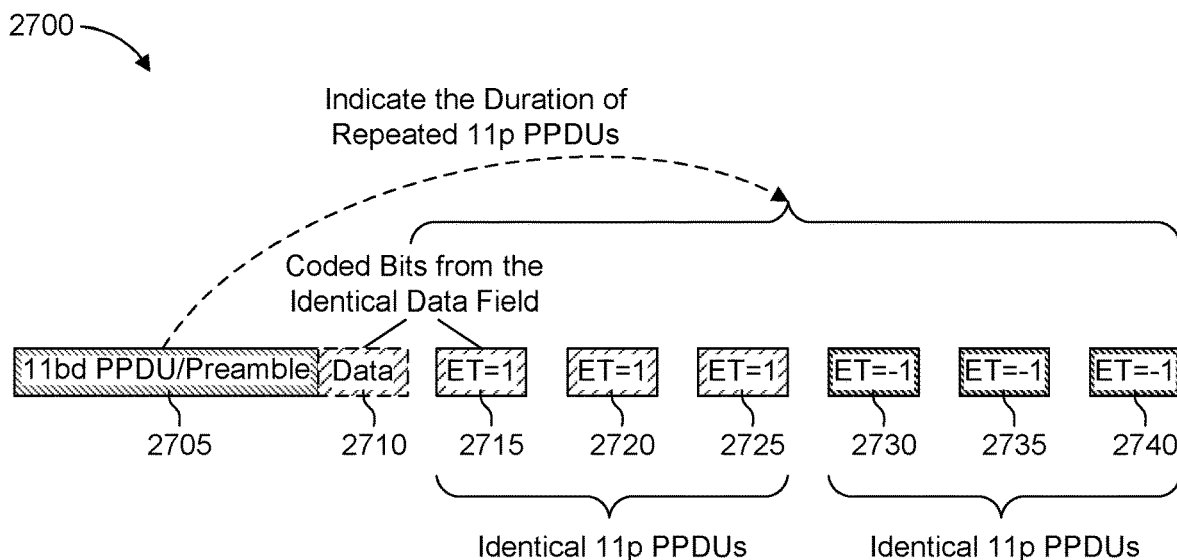 2700
Indicate the Duration of
Repeated 11p PPDUs
Coded Bits from the
Identical Data Field
11bd PPDU/Preamble Data ET=1 ET=1 ET=1 ET=-1 ET=-1 ET=-1
2705 2710 2715 2720 2725 2730 2735 2740
Identical 11p PPDUs Identical 11p PPDUs